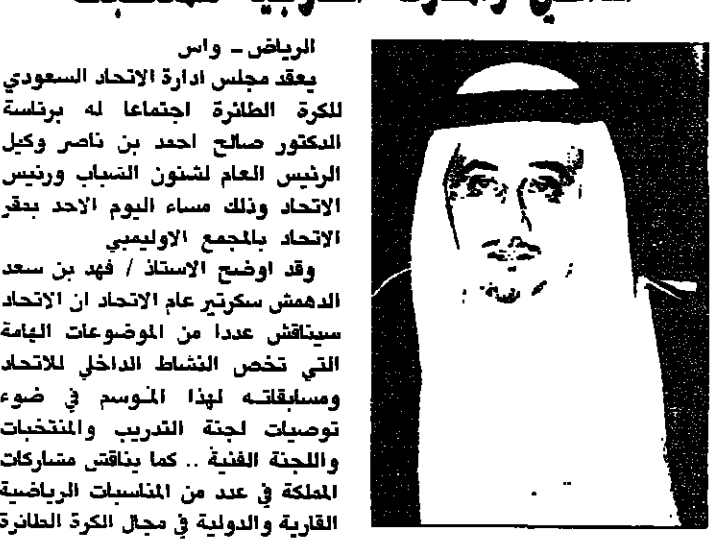 الرياض – واس
يعقد مجلس ادارة الاتحاد السعودي
للكرة الطائرة اجتماعا له برئاسة
الدكتور صالح احمد بن ناصر وكيل
الرئيس العام لشئون الشباب ورئيس
الاتحاد وذلك مساء اليوم الاحد بمقر
الاتحاد بالمجمع الاوليمبي
وقد اوضح الاستاذ / فهد بن سعد
الدهمش سكرتير عام الاتحاد ان الاتحاد
سيناقش عددا من الموضوعات الهامة
التي تخص النشاط الداخلي للاتحاد
ومسابقاته لهذا الموسم في ضوء
توصيات لجنة التدريب والمنتخبات
واللجنة الفنية .. كما يناقش مشاركات
المملكة في عدد من المناسبات الرياضية
القارية والدولية في مجال الكرة الطائرة